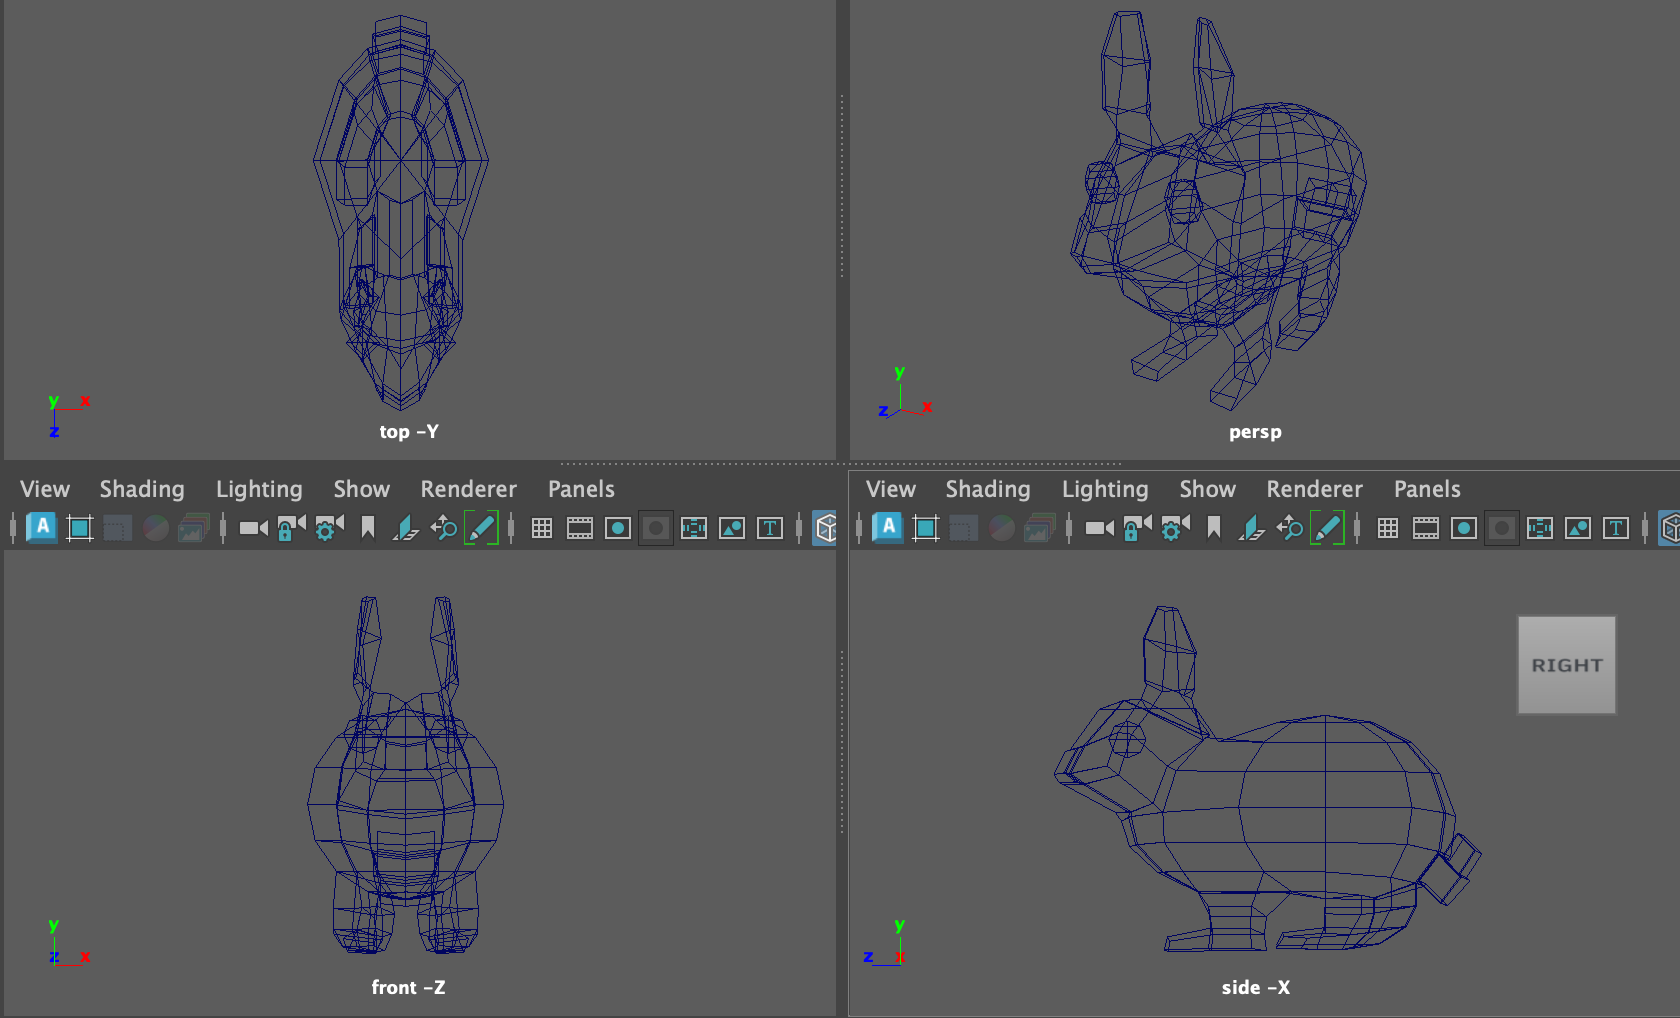 y x
z
top -Y
y
z x
persp
View Shading Lighting Show Renderer Panels
View Shading Lighting Show Renderer Panels
A T
A T
RIGHT
y
z x
front -Z
y
z x
side -X